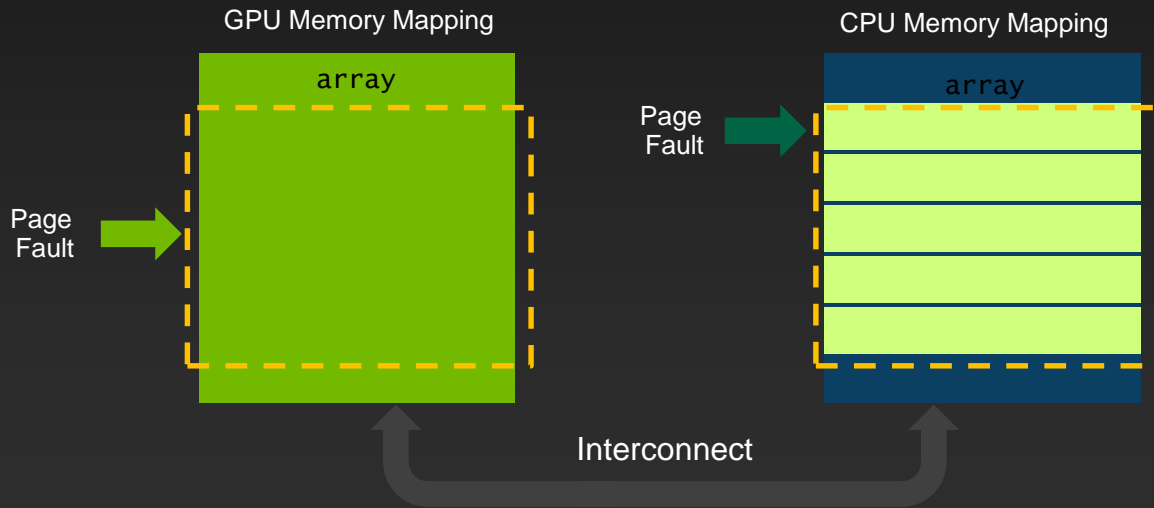 GPU Memory Mapping
CPU Memory Mapping
array
array
Page
Fault
Page
Fault
Interconnect